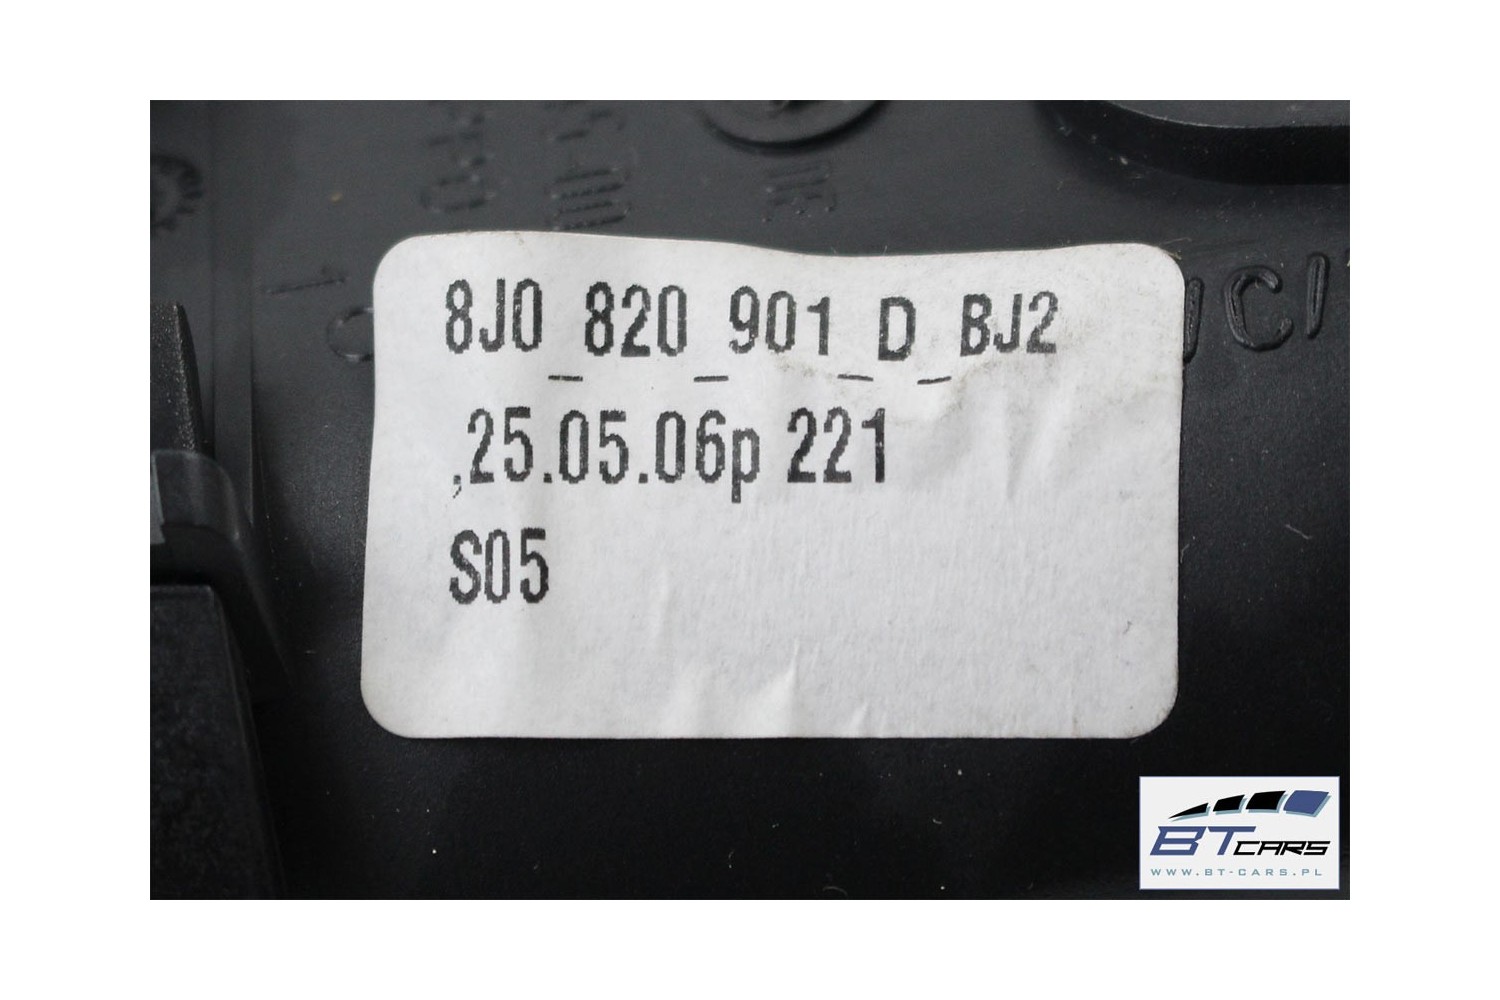 8J0_820_901_D_BJ2
,25.05.06p 221
S05
BTCARS
WWW.BT-CARS.PL